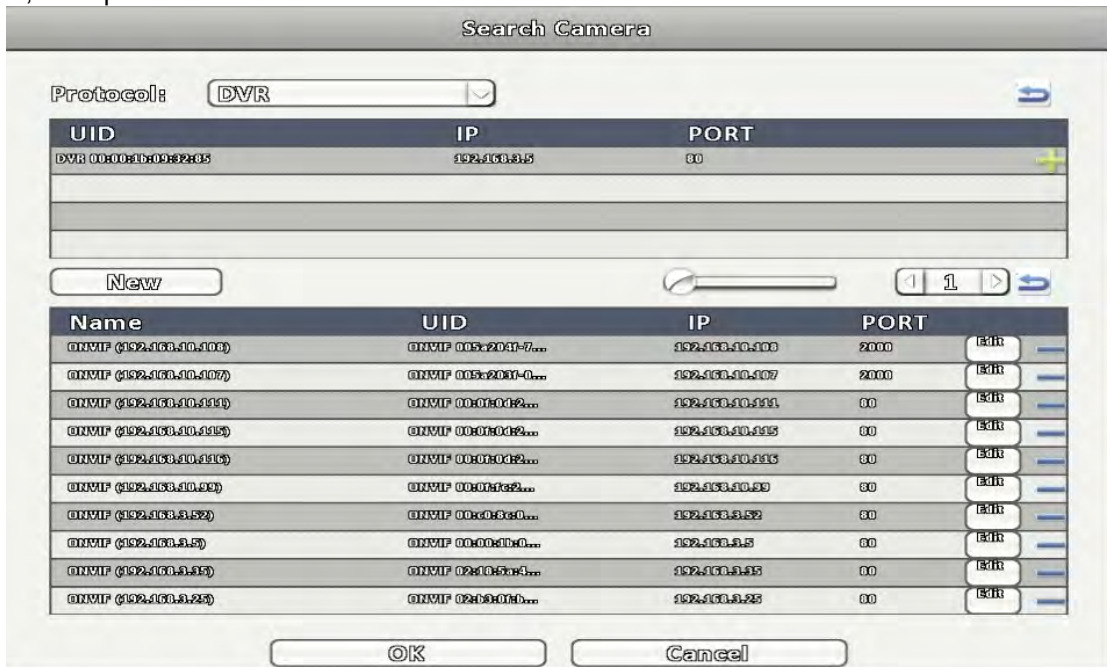 Search Camera
Protocol: DVR
UID IP PORT
DVR 00:00:1b:09:92:85 192.168.3.5 80
New 1
Name UID IP PORT
ONVIF (192.168.10.108) ONVIF 005a204f-7... 192.168.10.108 2000 Edit
ONVIF (192.168.10.107) ONVIF 005a203f-0... 192.168.10.107 2000 Edit
ONVIF (192.168.10.111) ONVIF 00:0f:0d:2... 192.168.10.111 80 Edit
ONVIF (192.168.10.115) ONVIF 00:0f:0d:2... 192.168.10.115 80 Edit
ONVIF (192.168.10.116) ONVIF 00:0f:0d:2... 192.168.10.116 80 Edit
ONVIF (192.168.10.99) ONVIF 00:0f:fc:2... 192.168.10.99 80 Edit
ONVIF (192.168.3.52) ONVIF 00:c0:8c:0... 192.168.3.52 80 Edit
ONVIF (192.168.3.5) ONVIF 00:00:1b:0... 192.168.3.5 80 Edit
ONVIF (192.168.3.35) ONVIF 02:10:5a:4... 192.168.3.35 80 Edit
ONVIF (192.168.3.25) ONVIF 02:b3:0f:b... 192.168.3.25 80 Edit
OK Cancel